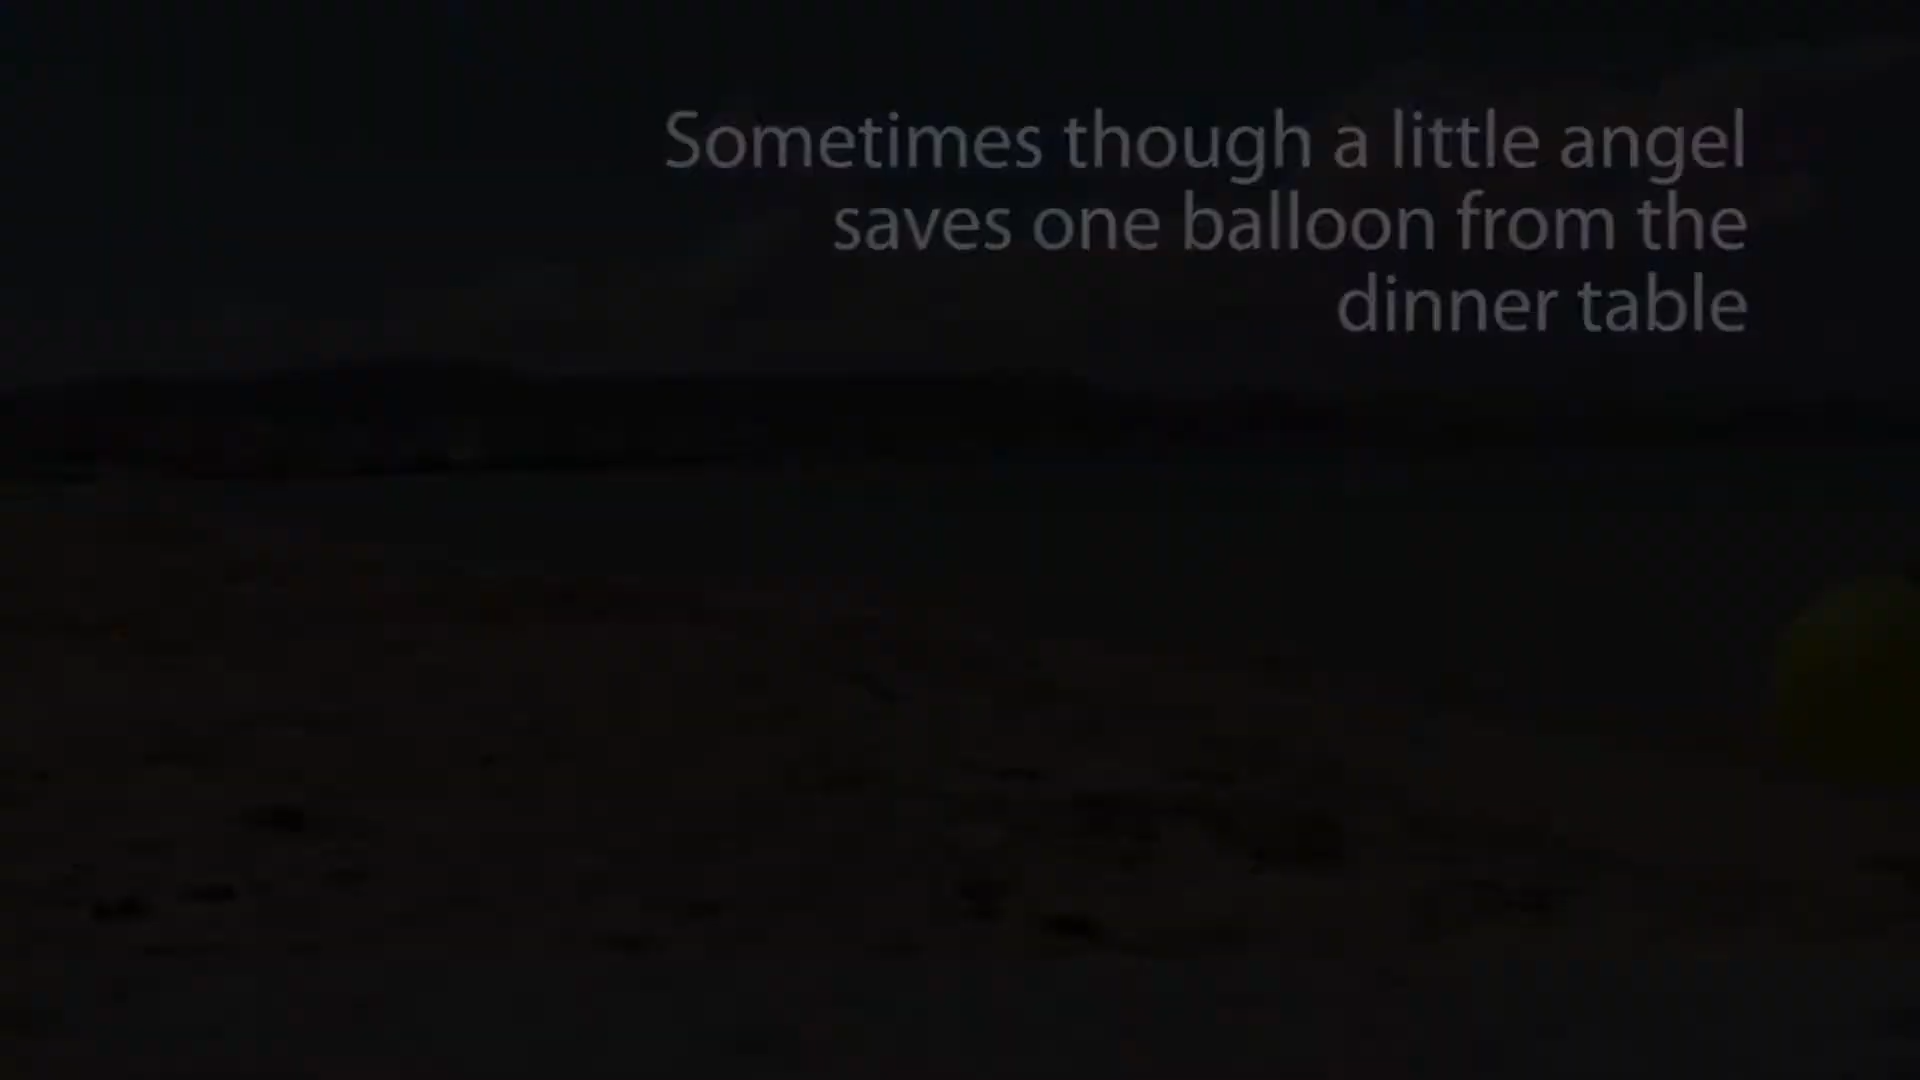 Sometimes though a little angel
saves one balloon from the
dinner table